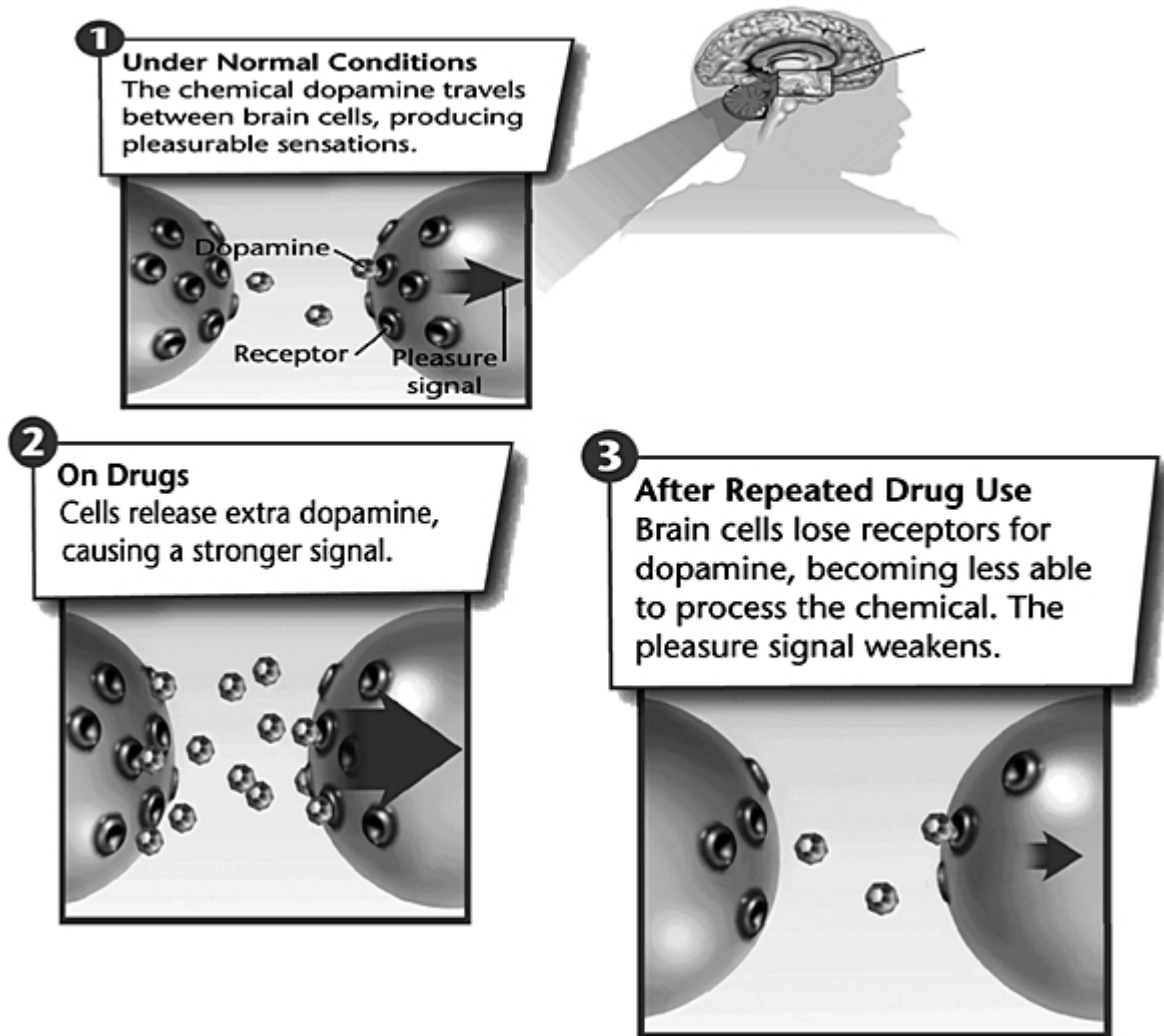 1
Under Normal Conditions
The chemical dopamine travels
between brain cells, producing
pleasurable sensations.
Dopamine
Receptor
Pleasure
signal
2
On Drugs
Cells release extra dopamine,
causing a stronger signal.
3
After Repeated Drug Use
Brain cells lose receptors for
dopamine, becoming less able
to process the chemical. The
pleasure signal weakens.